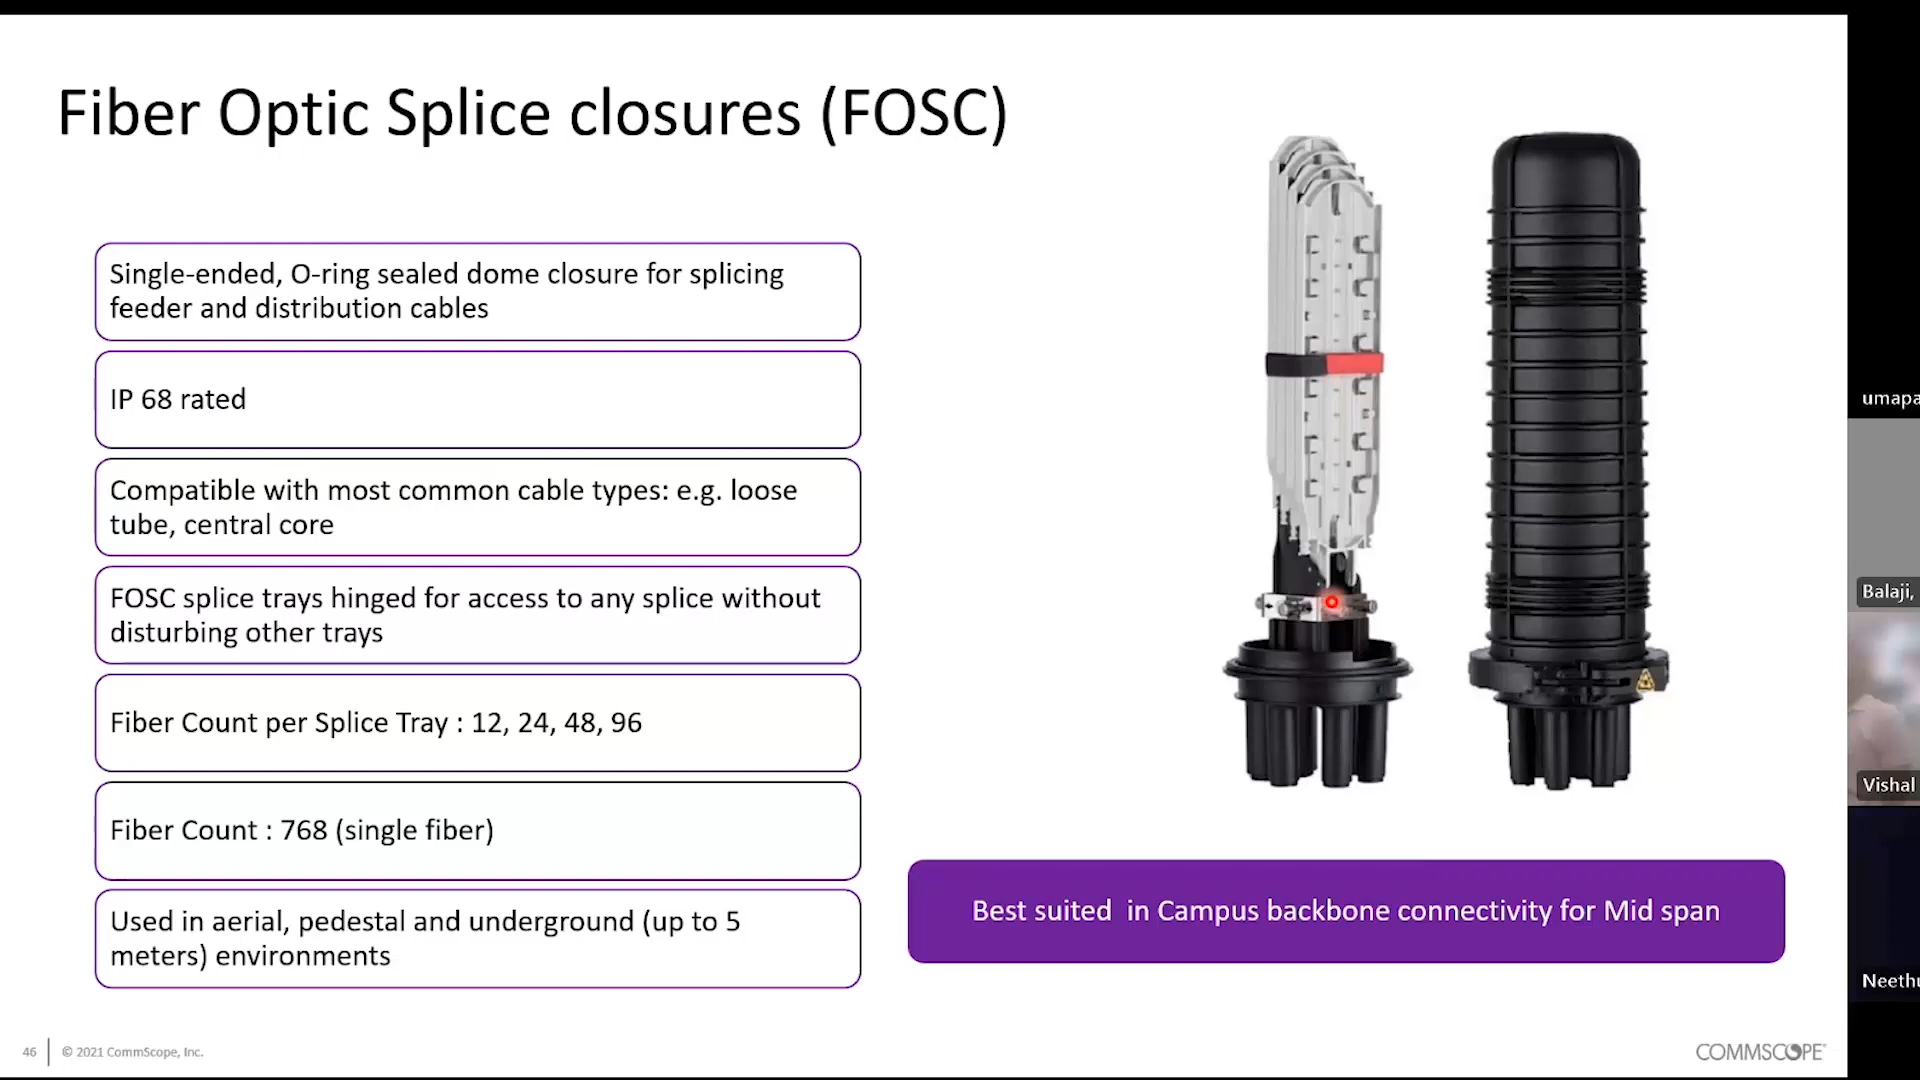 Fiber Optic Splice closures (FOSC)
Single-ended, O-ring sealed dome closure for splicing
feeder and distribution cables
IP 68 rated
Compatible with most common cable types: e.g. loose
tube, central core
FOSC splice trays hinged for access to any splice without
disturbing other trays
Fiber Count per Splice Tray : 12, 24, 48, 96
Fiber Count : 768 (single fiber)
Used in aerial, pedestal and underground (up to 5
meters) environments
Best suited  in Campus backbone connectivity for Mid span
46
© 2021 CommScope, Inc.
COMMSCOPE
umapa
Balaji,
Vishal
Neethu